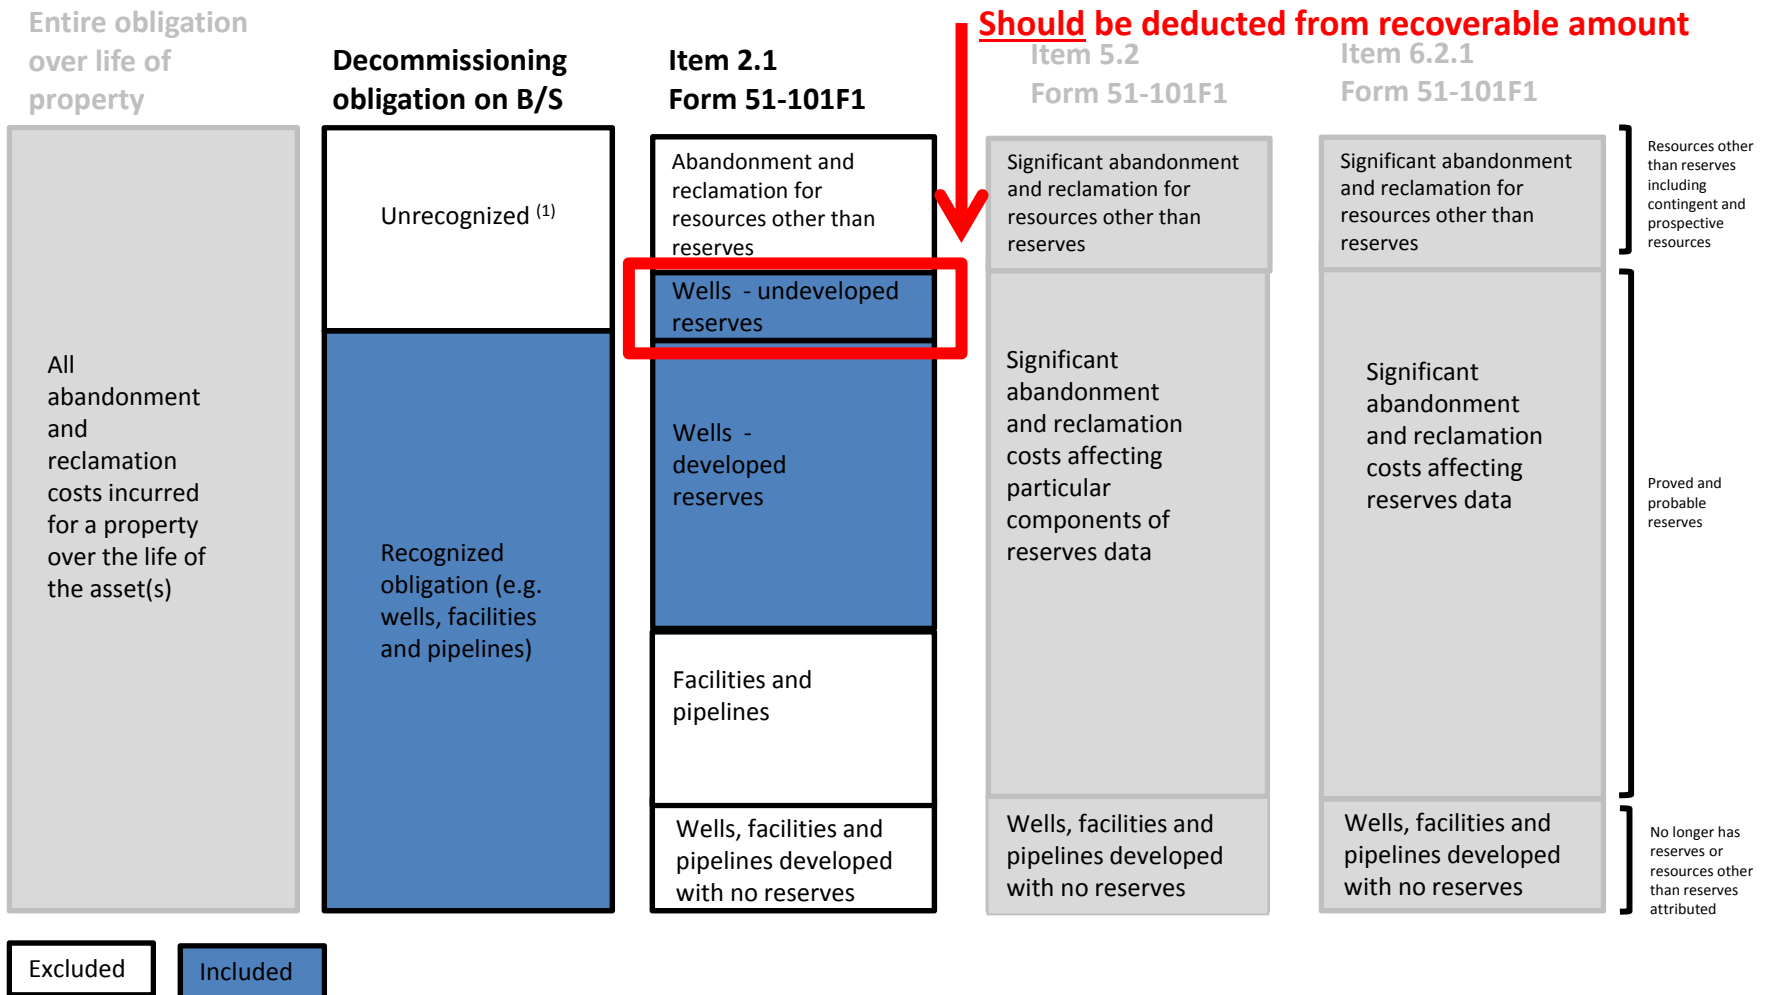 Should be deducted from recoverable amount
Entire obligation
over life of
property
Decommissioning
obligation on B/S
Item 2.1
Form 51-101F1
Item 5.2
Form 51-101F1
Item 6.2.1
Form 51-101F1
All
abandonment
and
reclamation
costs incurred
for a property
over the life of
the asset(s)
Unrecognized (1)
Recognized
obligation (e.g.
wells, facilities
and pipelines)
Abandonment and
reclamation for
resources other than
reserves
Wells - undeveloped
reserves
Wells -
developed
reserves
Facilities and
pipelines
Wells, facilities and
pipelines developed
with no reserves
Significant abandonment
and reclamation for
resources other than
reserves
Significant
abandonment
and reclamation
costs affecting
particular
components of
reserves data
Wells, facilities and
pipelines developed
with no reserves
Significant abandonment
and reclamation for
resources other than
reserves
Significant
abandonment
and reclamation
costs affecting
reserves data
Wells, facilities and
pipelines developed
with no reserves
Resources other
than reserves
including
contingent and
prospective
resources
Proved and
probable
reserves
No longer has
reserves or
resources other
than reserves
attributed
Excluded
Included